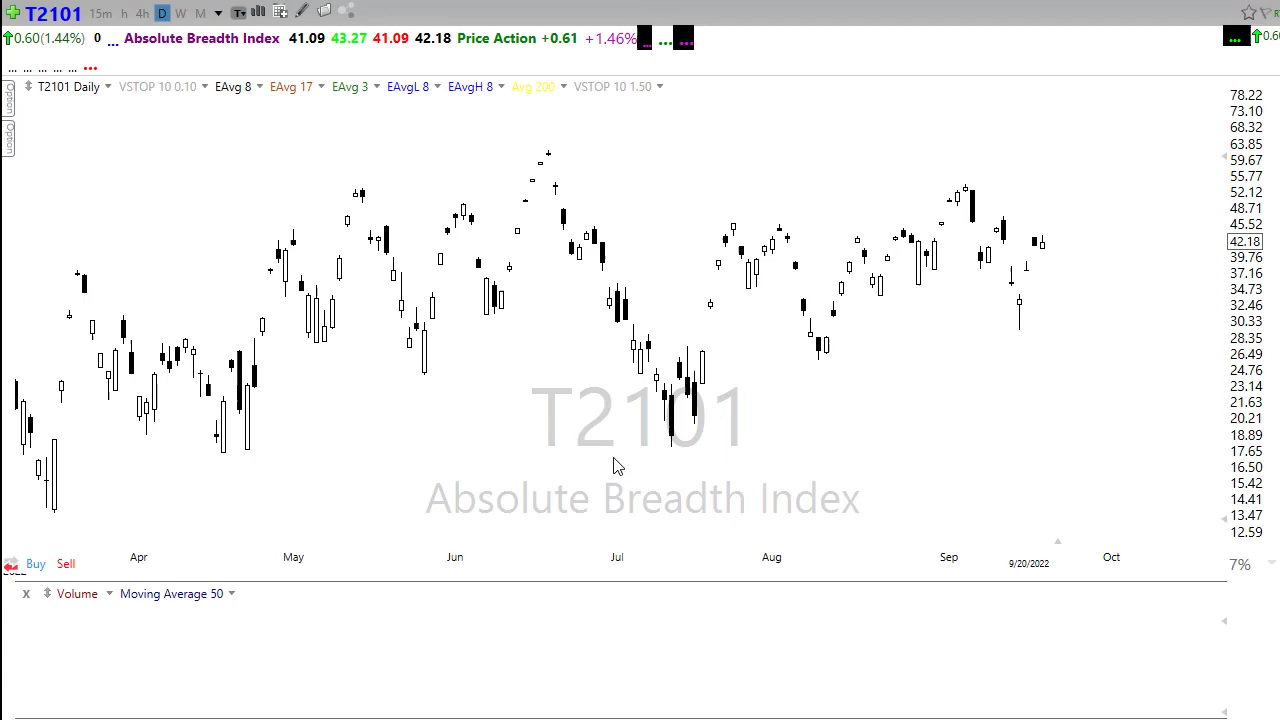 T2101 15m h 4h D W M T
0.60(1.44%) 0 ... Absolute Breadth Index 41.09 43.27 41.09 42.18 Price Action +0.61 +1.46% ... ... ... ... 0.60
... ... ... ... ... ...
Option T2101 Daily VSTOP 10 0.10 EAvg 8 EAvg 17 EAvg 3 EAvgL 8 EAvgH 8 Avg 200 VSTOP 10 1.50
Option
78.22
73.10
68.32
63.85
59.67
55.77
52.12
48.71
45.52
42.18
39.76
37.16
34.73
32.46
30.33
28.35
26.49
24.76
23.14
21.63
20.21
18.89
17.65
16.50
15.42
14.41
13.47
12.59
T2101
Absolute Breadth Index
Apr May Jun Jul Aug Sep 9/20/2022 Oct
Buy Sell 7%
X Volume Moving Average 50